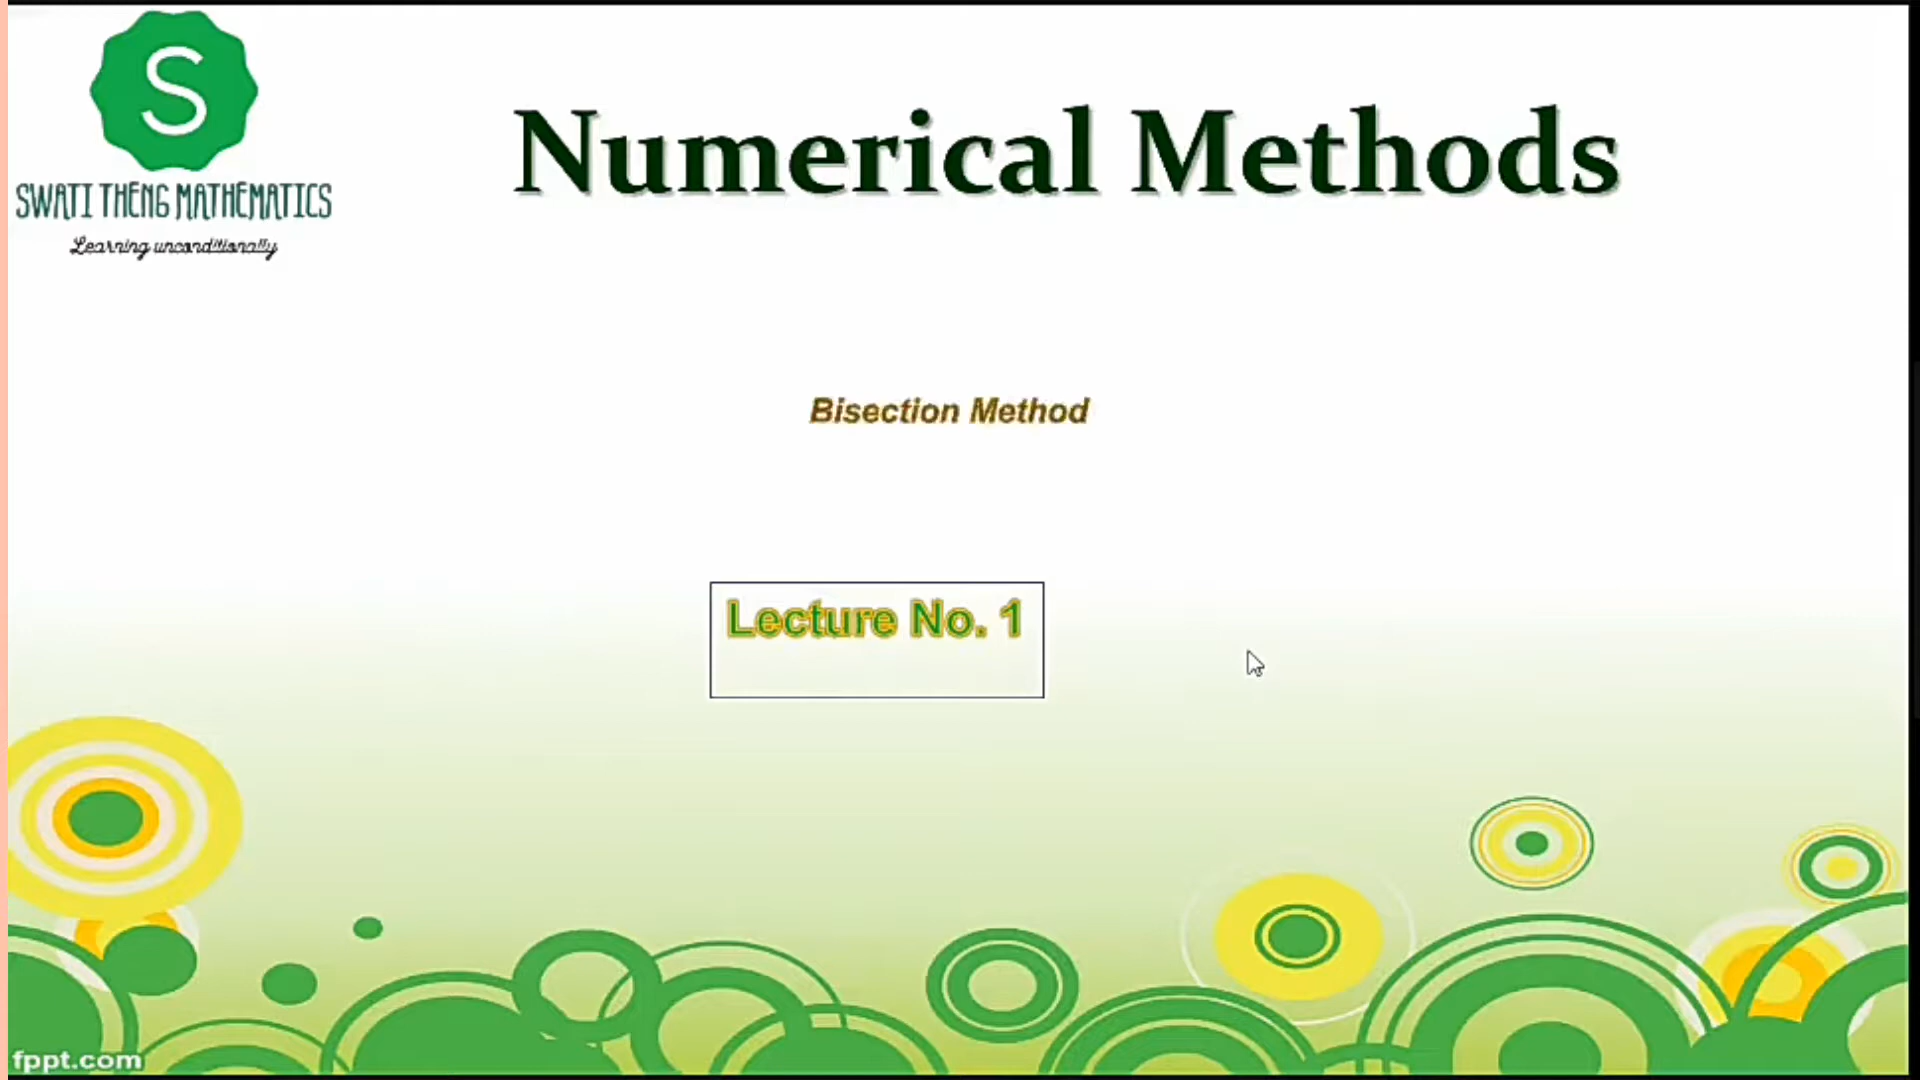 S
SWATI THENG MATHEMATICS
Learning unconditionally
Numerical Methods
Bisection Method
Lecture No. 1
fppt.com